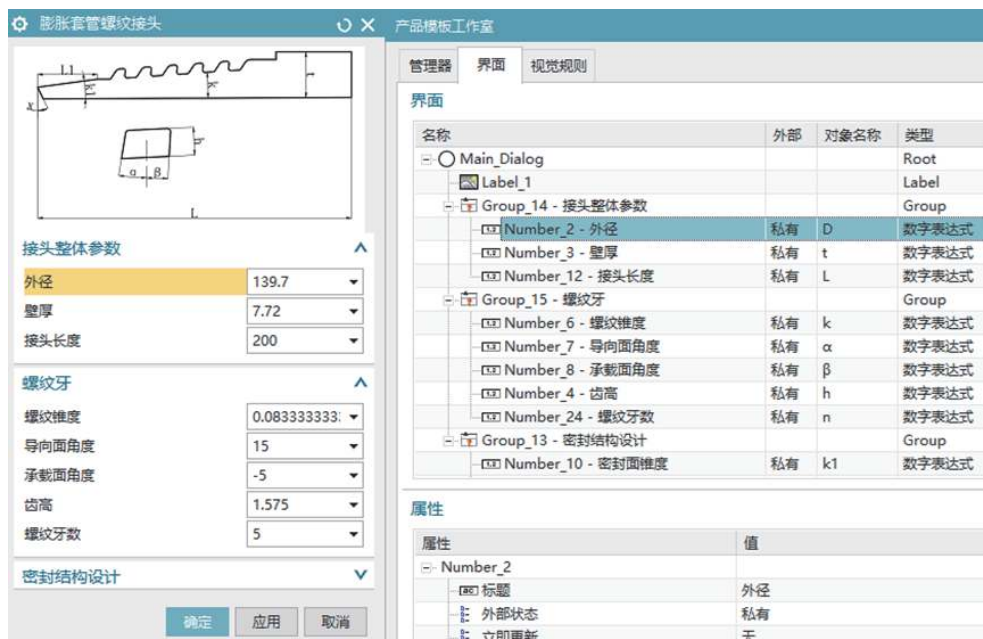 膨胀套管螺纹接头
L1
t
K
K1
x
h
α
β
L
接头整体参数
外径 139.7
壁厚 7.72
接头长度 200
螺纹牙
螺纹锥度 0.083333333:
导向面角度 15
承载面角度 -5
齿高 1.575
螺纹牙数 5
密封结构设计
确定 应用 取消
产品模板工作室
管理器 界面 视觉规则
界面
名称 外部 对象名称 类型
Main_Dialog Root
Label_1 Label
Group_14 - 接头整体参数 Group
Number_2 - 外径 私有 D 数字表达式
Number_3 - 壁厚 私有 t 数字表达式
Number_12 - 接头长度 私有 L 数字表达式
Group_15 - 螺纹牙 Group
Number_6 - 螺纹锥度 私有 k 数字表达式
Number_7 - 导向面角度 私有 α 数字表达式
Number_8 - 承载面角度 私有 β 数字表达式
Number_4 - 齿高 私有 h 数字表达式
Number_24 - 螺纹牙数 私有 n 数字表达式
Group_13 - 密封结构设计 Group
Number_10 - 密封面锥度 私有 k1 数字表达式
属性
属性 值
Number_2
标题 外径
外部状态 私有
立即更新 无